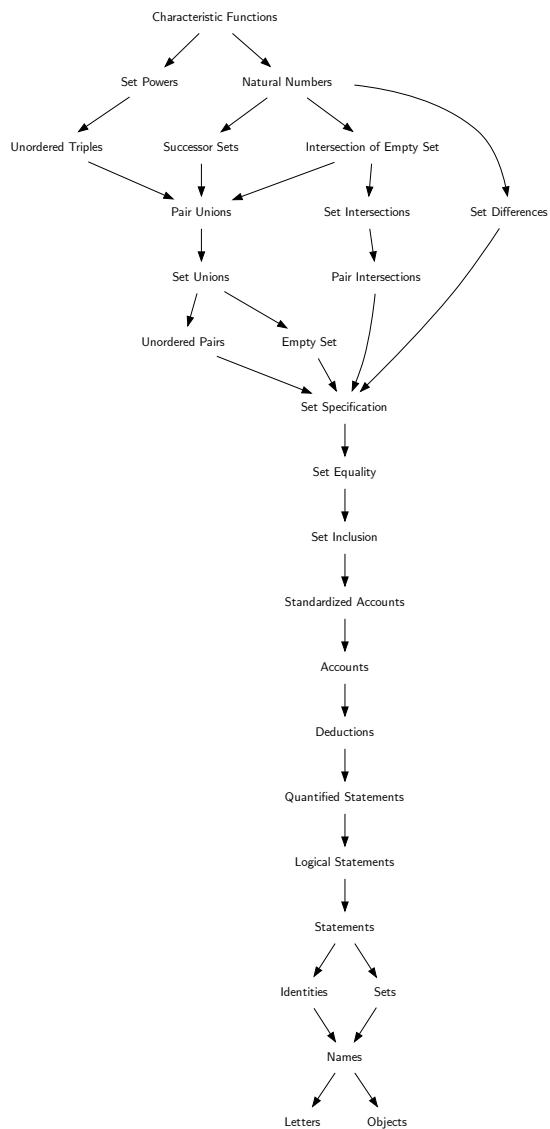 Characteristic Functions
Set Powers
Natural Numbers
Unordered Triples
Successor Sets
Intersection of Empty Set
Pair Unions
Set Intersections
Set Differences
Set Unions
Pair Intersections
Unordered Pairs
Empty Set
Set Specification
Set Equality
Set Inclusion
Standardized Accounts
Accounts
Deductions
Quantified Statements
Logical Statements
Statements
Identities
Sets
Names
Letters
Objects